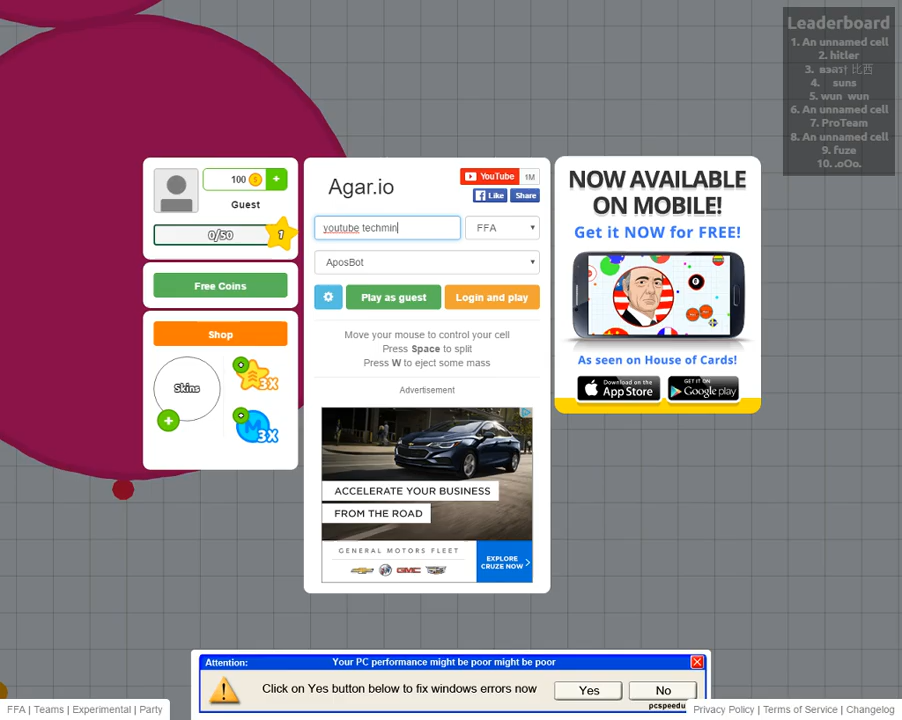 Leaderboard
1. An unnamed cell
2. hitler
4. suns
5. wun wun
6. An unnamed cell
7. ProTeam
8. An unnamed cell
9. fuze
10. .oOo.
100
Guest
0/50
1
Free Coins
Shop
Skins
3X
M
3X
Agar.io
YouTube 1M
Like Share
youtube techmin
FFA
AposBot
Play as guest
Login and play
Move your mouse to control your cell
Press Space to split
Press W to eject some mass
Advertisement
ACCELERATE YOUR BUSINESS
FROM THE ROAD
GENERAL MOTORS FLEET
GMC
EXPLORE
CRUZE NOW
NOW AVAILABLE
ON MOBILE!
Get it NOW for FREE!
8
As seen on House of Cards!
Download on the
App Store
GET IT ON
Google play
Attention: Your PC performance might be poor might be poor
Click on Yes button below to fix windows errors now
Yes
No
pcspeedu
FFA | Teams | Experimental | Party
Privacy Policy | Terms of Service | Changelog